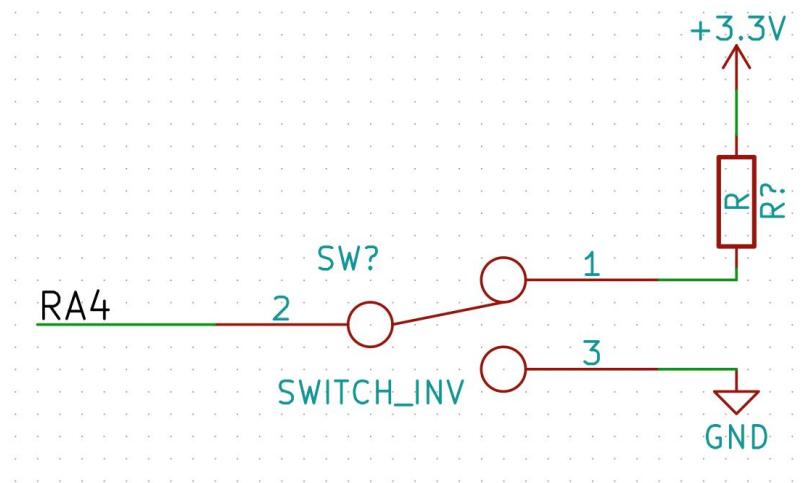 +3.3V
R
R?
SW?
1
RA4
2
3
SWITCH_INV
GND